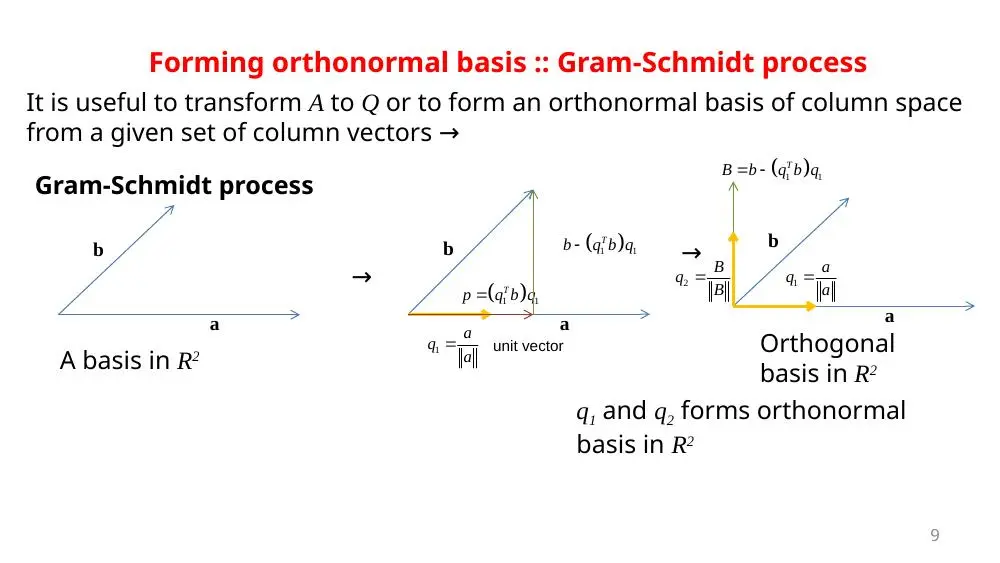 Forming orthonormal basis :: Gram-Schmidt process
It is useful to transform A to Q or to form an orthonormal basis of column space
from a given set of column vectors →
Gram-Schmidt process
b
a
A basis in R²
→
b
b - (q₁ᵀb)q₁
p = (q₁ᵀb)q₁
a
q₁ = a/‖a‖ unit vector
→
B = b - (q₁ᵀb)q₁
b
q₂ = B/‖B‖
q₁ = a/‖a‖
a
Orthogonal
basis in R²
q₁ and q₂ forms orthonormal
basis in R²
9